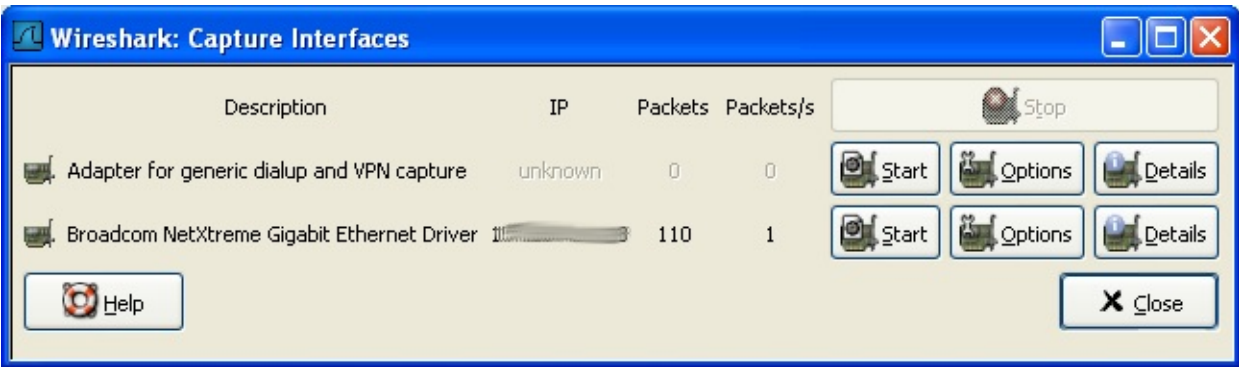 Wireshark: Capture Interfaces
Description IP Packets Packets/s Stop
Adapter for generic dialup and VPN capture unknown 0 0 Start Options Details
Broadcom NetXtreme Gigabit Ethernet Driver 110 1 Start Options Details
Help Close